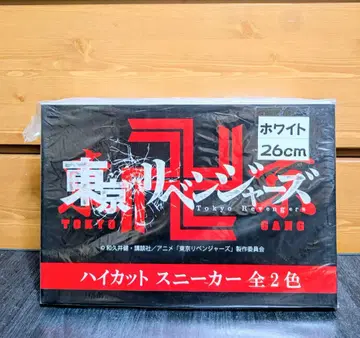 ホワイト
26cm
東京リベンジャーズ
Tokyo Revengers
TOKYO
GANG
©和久井健・講談社／アニメ「東京リベンジャーズ」製作委員会
ハイカット スニーカー 全2色